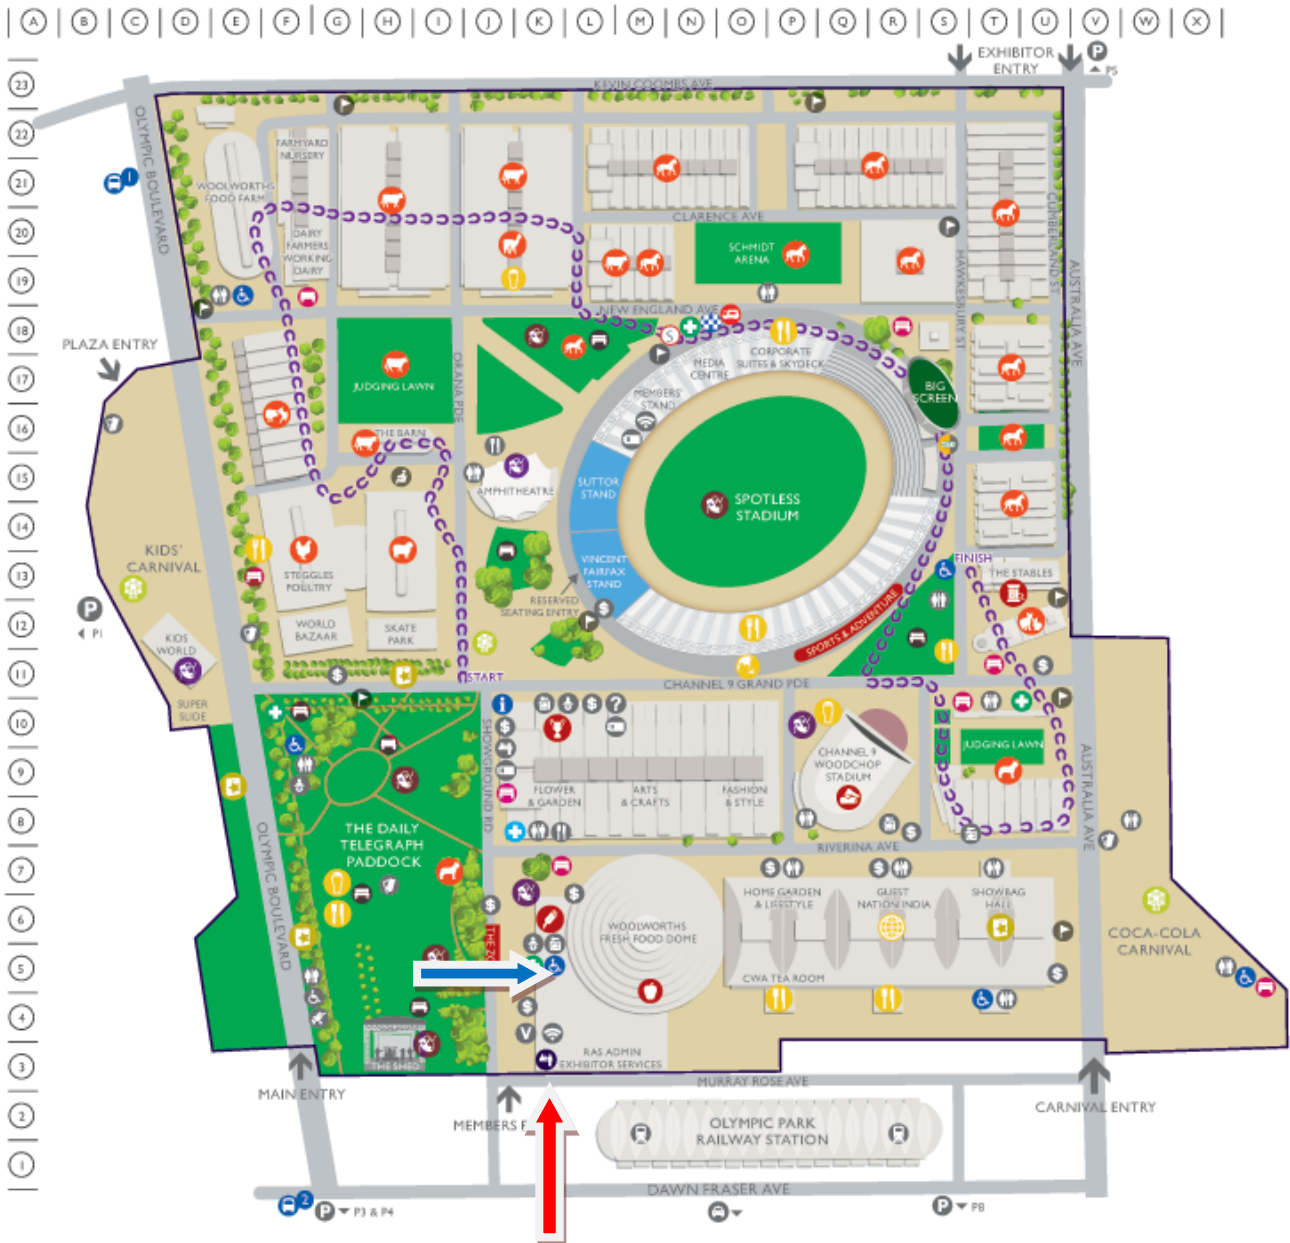 A B C D E F G H I J K L M N O P Q R S T U V W X
23
22
21
20
19
18
17
16
15
14
13
12
11
10
9
8
7
6
5
4
3
2
1
EXHIBITOR
ENTRY
P
P5
KEVIN COOMBS AVE
OLYMPIC BOULEVARD
1
FARMYARD
NURSERY
WOOLWORTHS
FOOD FARM
DAIRY
FARMERS
WORKING
DAIRY
CLARENCE AVE
SCHMIDT
ARENA
HAWKESBURY ST
CUMBERLAND ST
AUSTRALIA AVE
NEW ENGLAND AVE
S
PLAZA ENTRY
JUDGING LAWN
ORANA PDE
THE BARN
MEDIA
CENTRE
CORPORATE
SUITES & SKYDECK
MEMBERS'
STAND
BIG
SCREEN
AMPHITHEATRE
SUTTOR
STAND
SPOTLESS
STADIUM
VINCENT
FAIRFAX
STAND
RESERVED
SEATING ENTRY
$
KIDS'
CARNIVAL
P
P1
KIDS
WORLD
SUPER
SLIDE
STEGGLES
POULTRY
WORLD
BAZAAR
SKATE
PARK
$
START
FINISH
THE STABLES
SPORTS & ADVENTURE
$
CHANNEL 9 GRAND PDE
i
$
?
$
SHOWGROUND RD
FLOWER
& GARDEN
ARTS
& CRAFTS
FASHION
& STYLE
CHANNEL 9
WOODCHOP
STADIUM
JUDGING LAWN
AUSTRALIA AVE
$
RIVERINA AVE
OLYMPIC BOULEVARD
THE DAILY
TELEGRAPH
PADDOCK
$
$
THE ZO
WOOLWORTHS
FRESH FOOD DOME
$
$
HOME GARDEN
& LIFESTYLE
GUEST
NATION INDIA
SHOWBAG
HALL
CWA TEA ROOM
$
COCA-COLA
CARNIVAL
$
V
RAS ADMIN
EXHIBITOR SERVICES
THE SHED
MAIN ENTRY
MURRAY ROSE AVE
MEMBERS
OLYMPIC PARK
RAILWAY STATION
CARNIVAL ENTRY
DAWN FRASER AVE
2
P
P3 & P4
P
P8